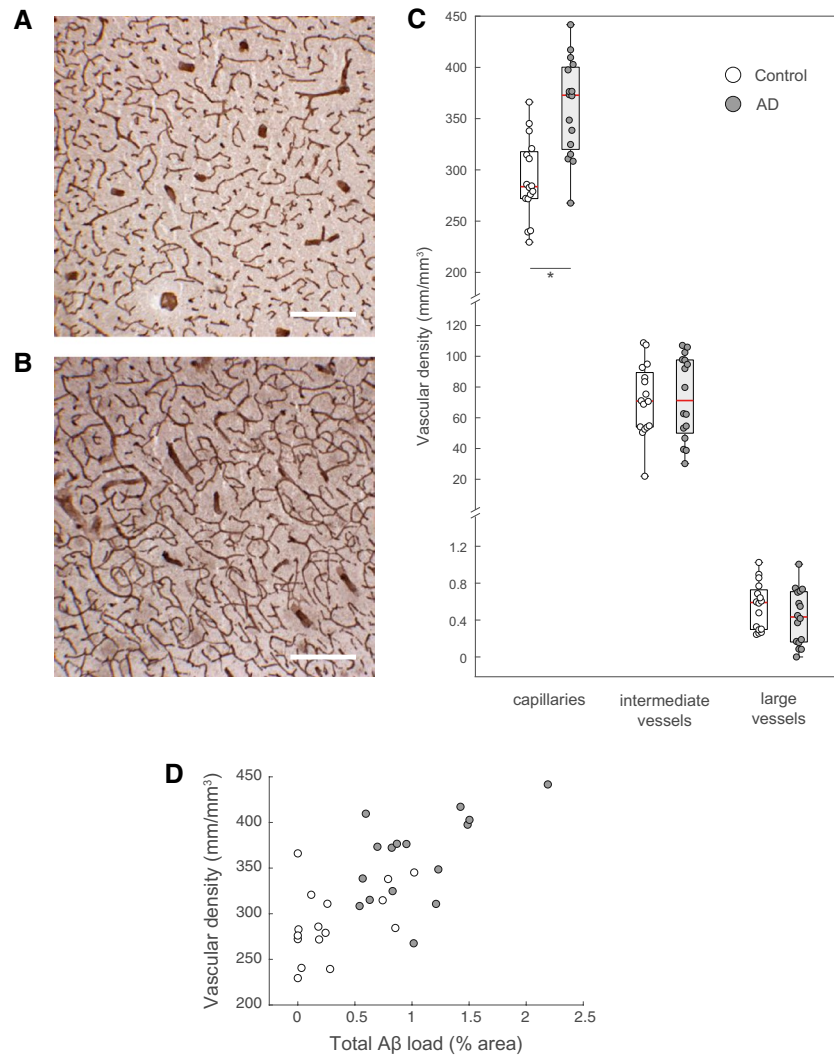 A
B
C
Vascular density (mm/mm³)
450
400
350
300
250
200
120
100
80
60
40
20
1.2
0.8
0.4
0
Control
AD
*
capillaries
intermediate
vessels
large
vessels
D
Vascular density (mm/mm³)
450
400
350
300
250
200
0
0.5
1
1.5
2
2.5
Total Aβ load (% area)